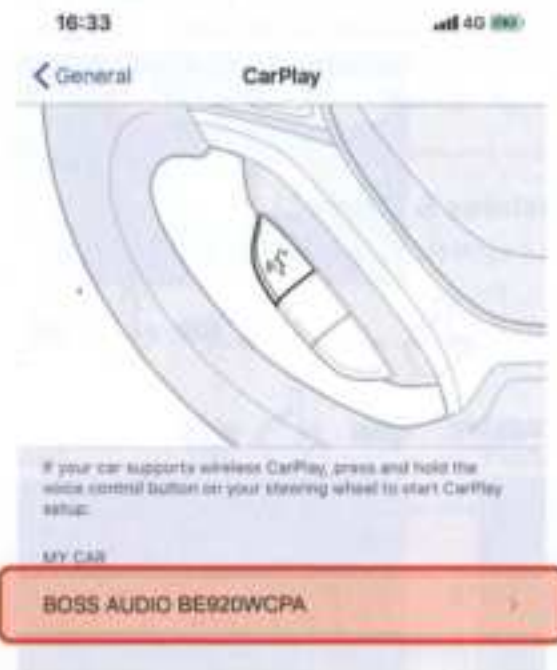 16:33
4G
General
CarPlay
If your car supports wireless CarPlay, press and hold the
voice control button on your steering wheel to start CarPlay
setup.
MY CAR
BOSS AUDIO BE920WCPA